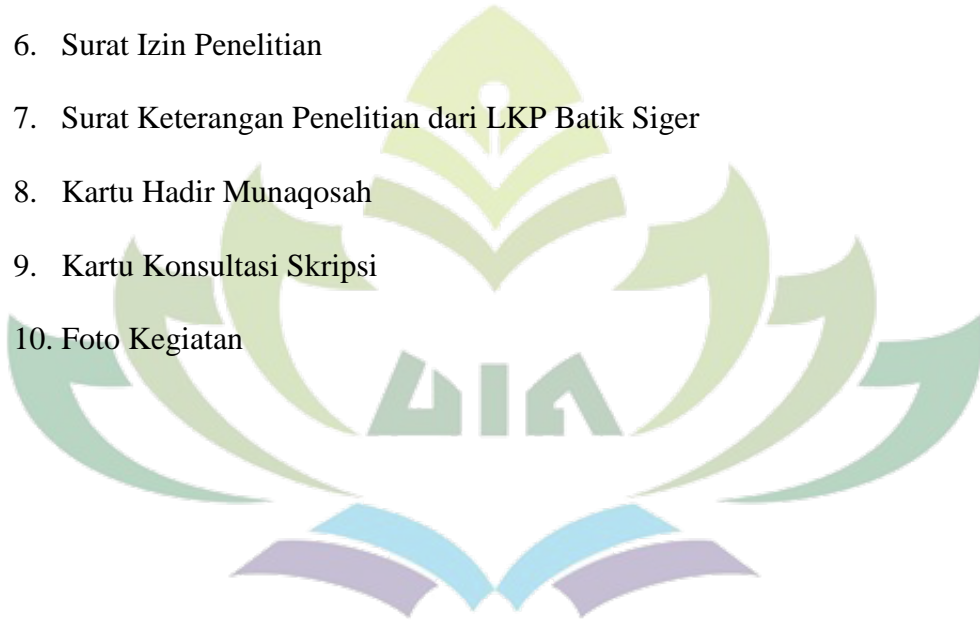 6. Surat Izin Penelitian
7. Surat Keterangan Penelitian dari LKP Batik Siger
8. Kartu Hadir Munaqosah
9. Kartu Konsultasi Skripsi
10. Foto Kegiatan
UIN